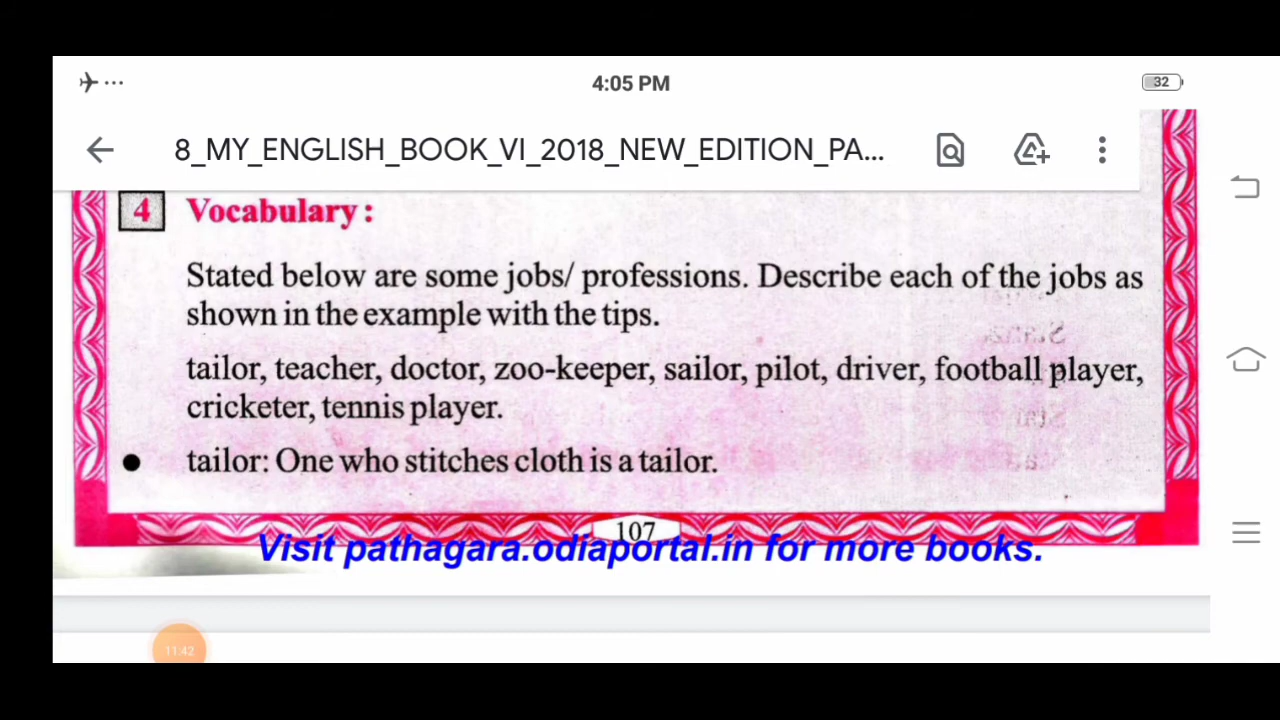 4:05 PM
32
8_MY_ENGLISH_BOOK_VI_2018_NEW_EDITION_PA...
4 Vocabulary :
Stated below are some jobs/ professions. Describe each of the jobs as
shown in the example with the tips.
tailor, teacher, doctor, zoo-keeper, sailor, pilot, driver, football player,
cricketer, tennis player.
● tailor: One who stitches cloth is a tailor.
107
Visit pathagara.odiaportal.in for more books.
11:42